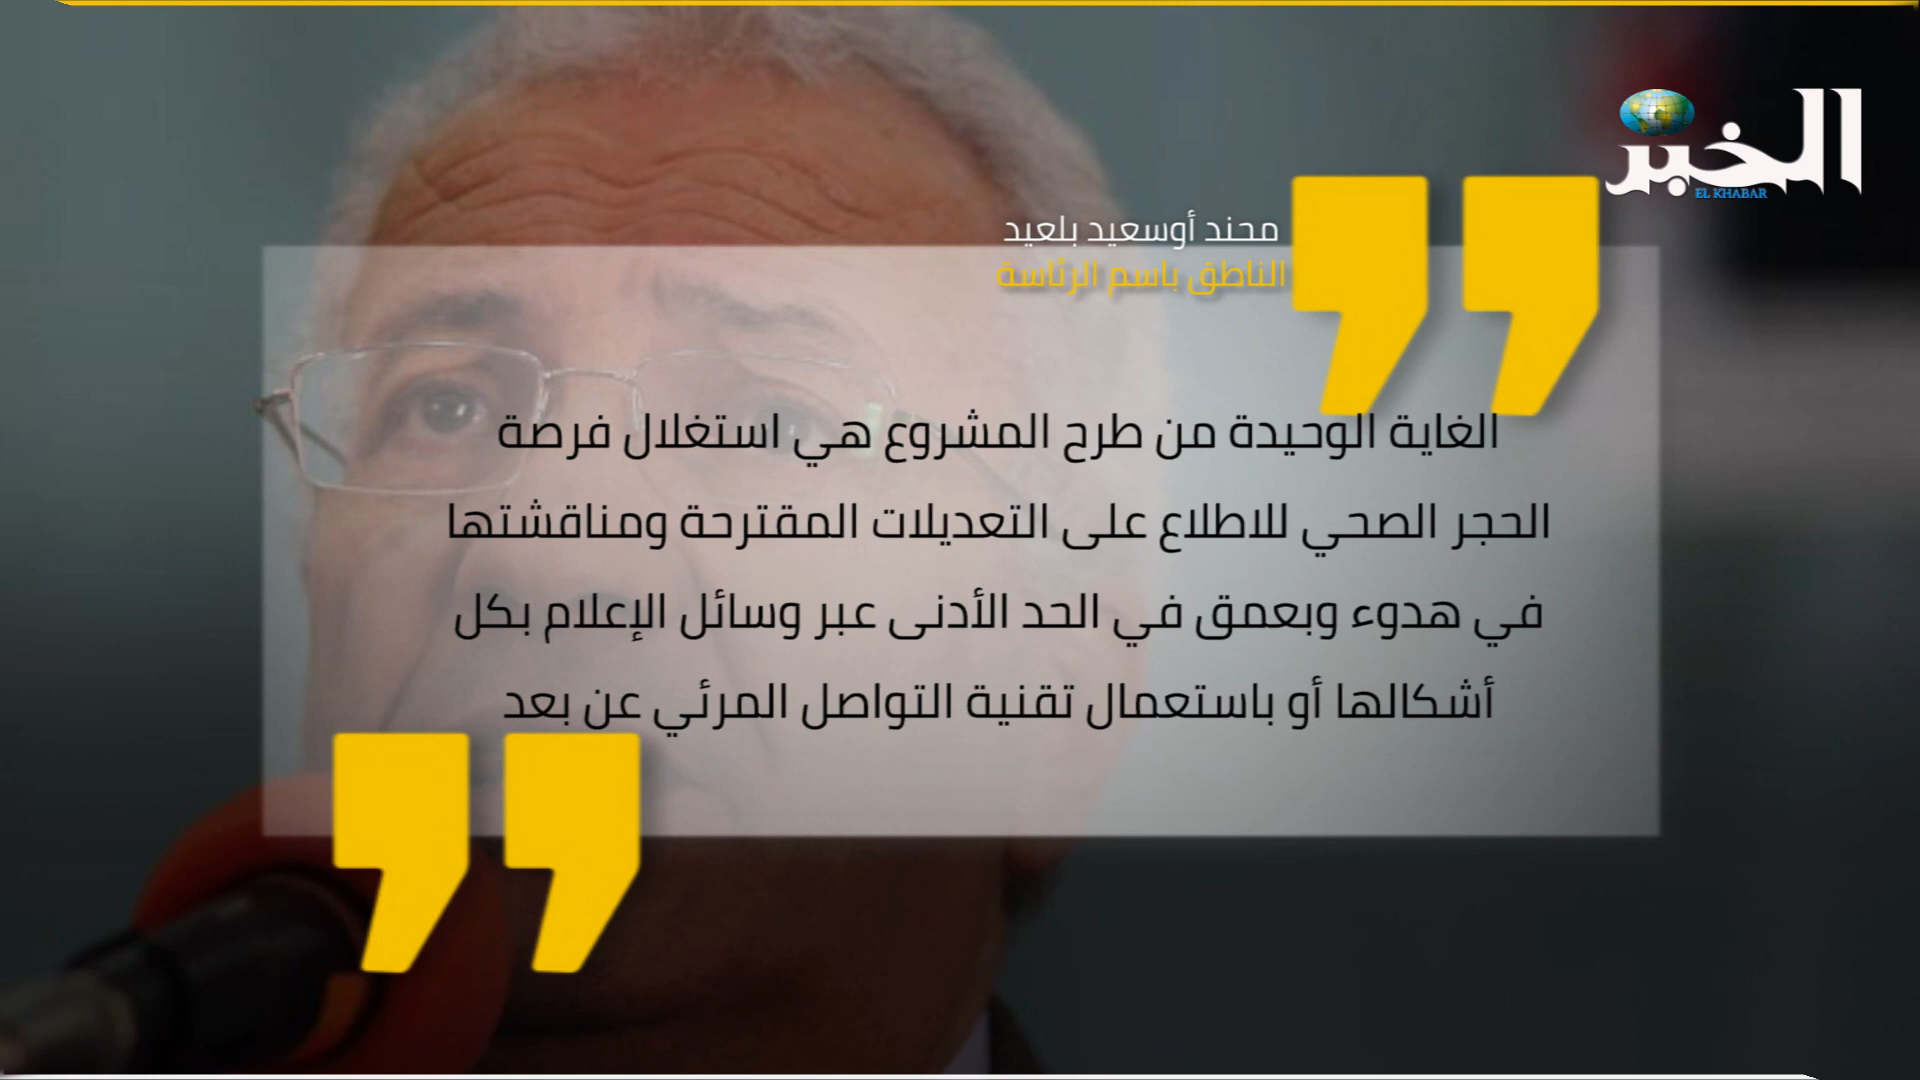 الخبر
EL KHABAR
محند أوسعيد بلعيد
الناطق باسم الرئاسة
الغاية الوحيدة من طرح المشروع هي استغلال فرصة
الحجر الصحي للاطلاع على التعديلات المقترحة ومناقشتها
في هدوء وبعمق في الحد الأدنى عبر وسائل الإعلام بكل
أشكالها أو باستعمال تقنية التواصل المرئي عن بعد